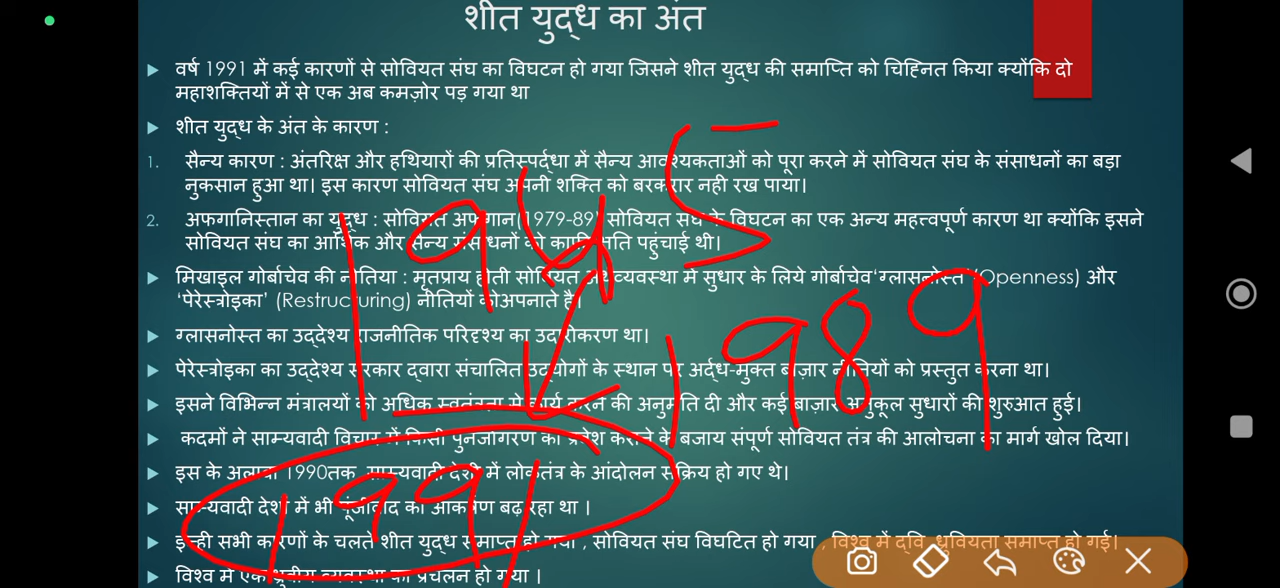 शीत युद्ध का अंत
वर्ष 1991 में कई कारणों से सोवियत संघ का विघटन हो गया जिसने शीत युद्ध की समाप्ति को चिह्नित किया क्योंकि दो
महाशक्तियों में से एक अब कमज़ोर पड़ गया था
शीत युद्ध के अंत के कारण :
1. सैन्य कारण : अंतरिक्ष और हथियारों की प्रतिस्पर्द्धा में सैन्य आवश्यकताओं को पूरा करने में सोवियत संघ के संसाधनों का बड़ा
नुकसान हुआ था। इस कारण सोवियत संघ अपनी शक्ति को बरकरार नही रख पाया।
2. अफगानिस्तान का युद्ध : सोवियत अफगान(1979-89) सोवियत संघ के विघटन का एक अन्य महत्त्वपूर्ण कारण था क्योंकि इसने
सोवियत संघ का आर्थिक और सैन्य संसाधनों को काफी क्षति पहुंचाई थी।
मिखाइल गोर्बाचेव की नीतिया : मृतप्राय होती सोवियत अर्थव्यवस्था में सुधार के लिये गोर्बाचेव‘ग्लासनोस्त’ (Openness) और
‘पेरेस्त्रोइका’ (Restructuring) नीतियों कोअपनाते है।
ग्लासनोस्त का उद्देश्य राजनीतिक परिदृश्य का उदारीकरण था।
पेरेस्त्रोइका का उद्देश्य सरकार द्वारा संचालित उद्योगों के स्थान पर अर्द्ध-मुक्त बाज़ार नीतियों को प्रस्तुत करना था।
इसने विभिन्न मंत्रालयों को अधिक स्वतंत्रता से कार्य करने की अनुमति दी और कई बाज़ार अनुकूल सुधारों की शुरुआत हुई।
कदमों ने साम्यवादी विचार में किसी पुनर्जागरण का प्रवेश कराने के बजाय संपूर्ण सोवियत तंत्र की आलोचना का मार्ग खोल दिया।
इस के अलावा 1990तक साम्यवादी देशो में लोकतंत्र के आंदोलन सक्रिय हो गए थे।
साम्यवादी देशो में भी पूंजीवाद का आकर्षण बढ़ रहा था ।
इन्ही सभी कारणों के चलते शीत युद्ध समाप्त हो गया , सोवियत संघ विघटित हो गया , विश्व में द्वि ध्रुवियता समाप्त हो गई।
विश्व में एक ध्रुवीय व्यवस्था का प्रचलन हो गया ।
1945
1989
1991